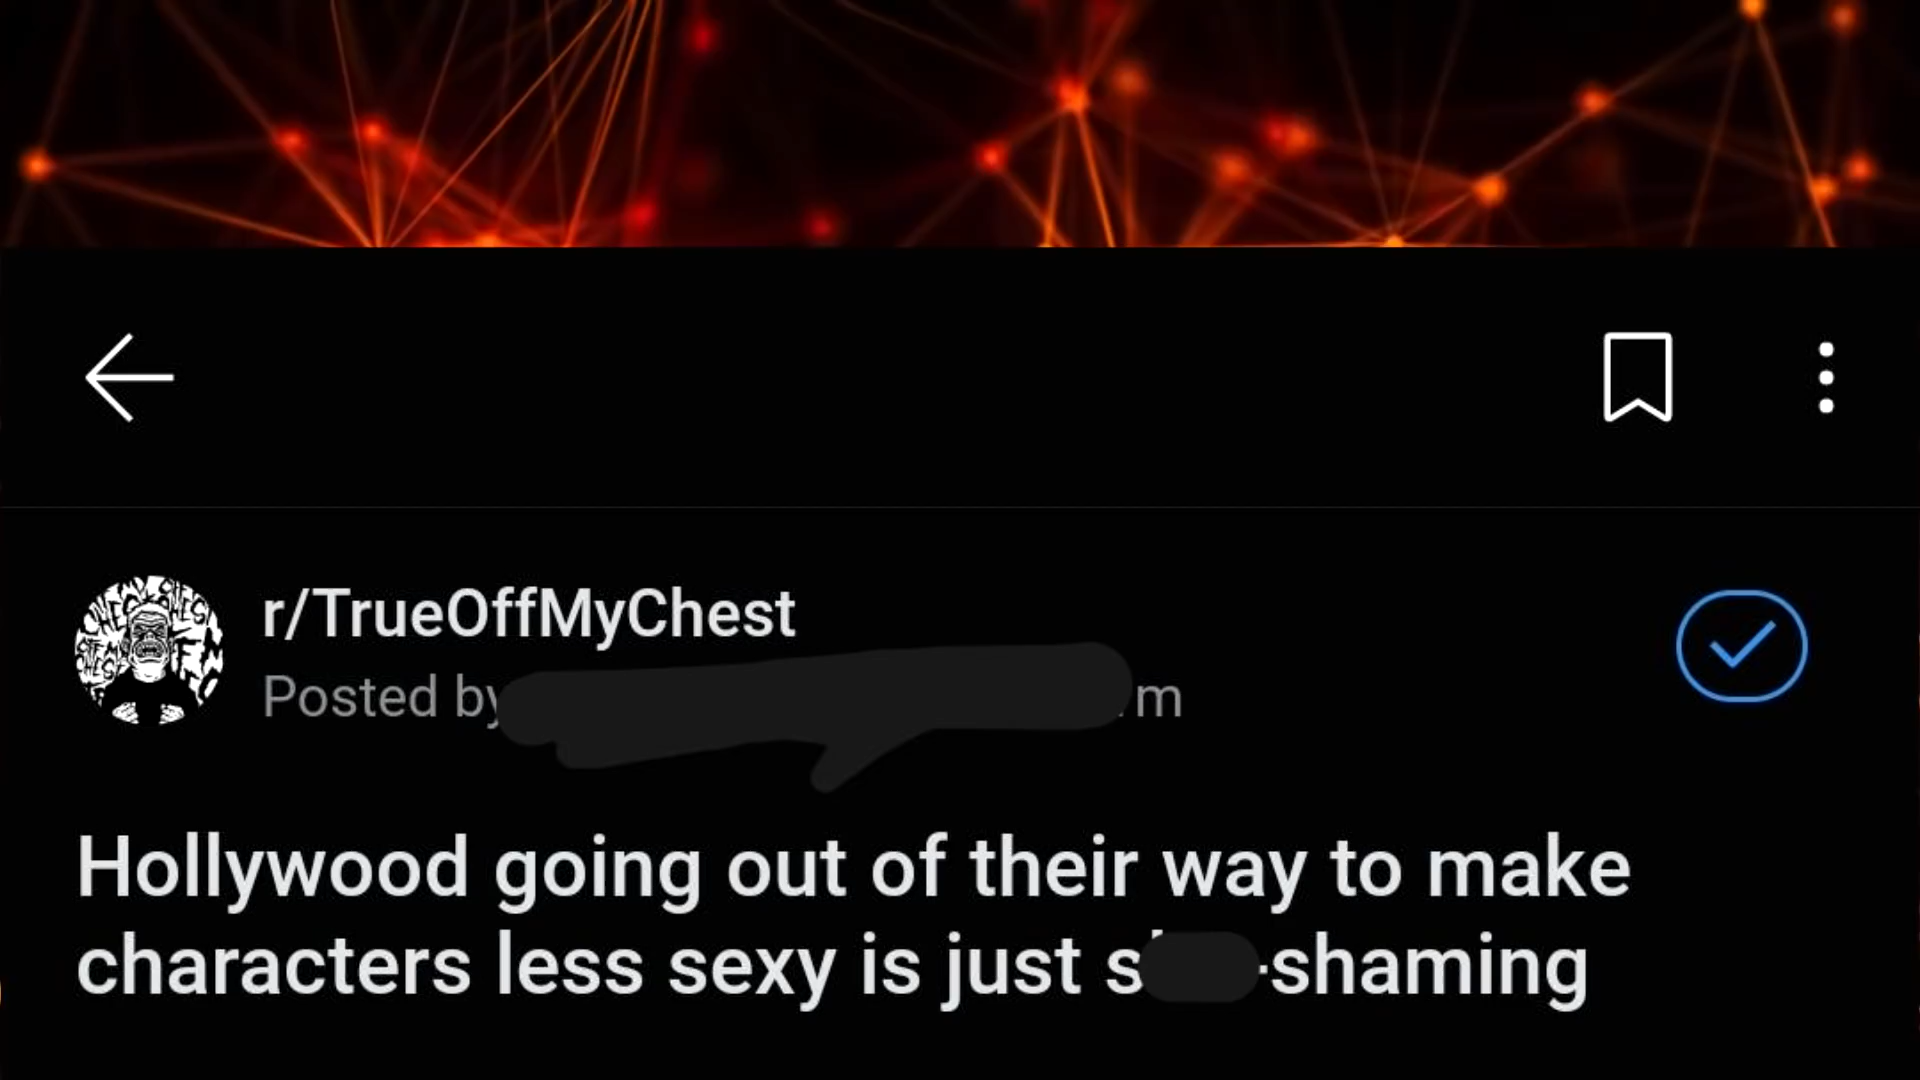 r/TrueOffMyChest
Posted by
Hollywood going out of their way to make
characters less sexy is just s -shaming